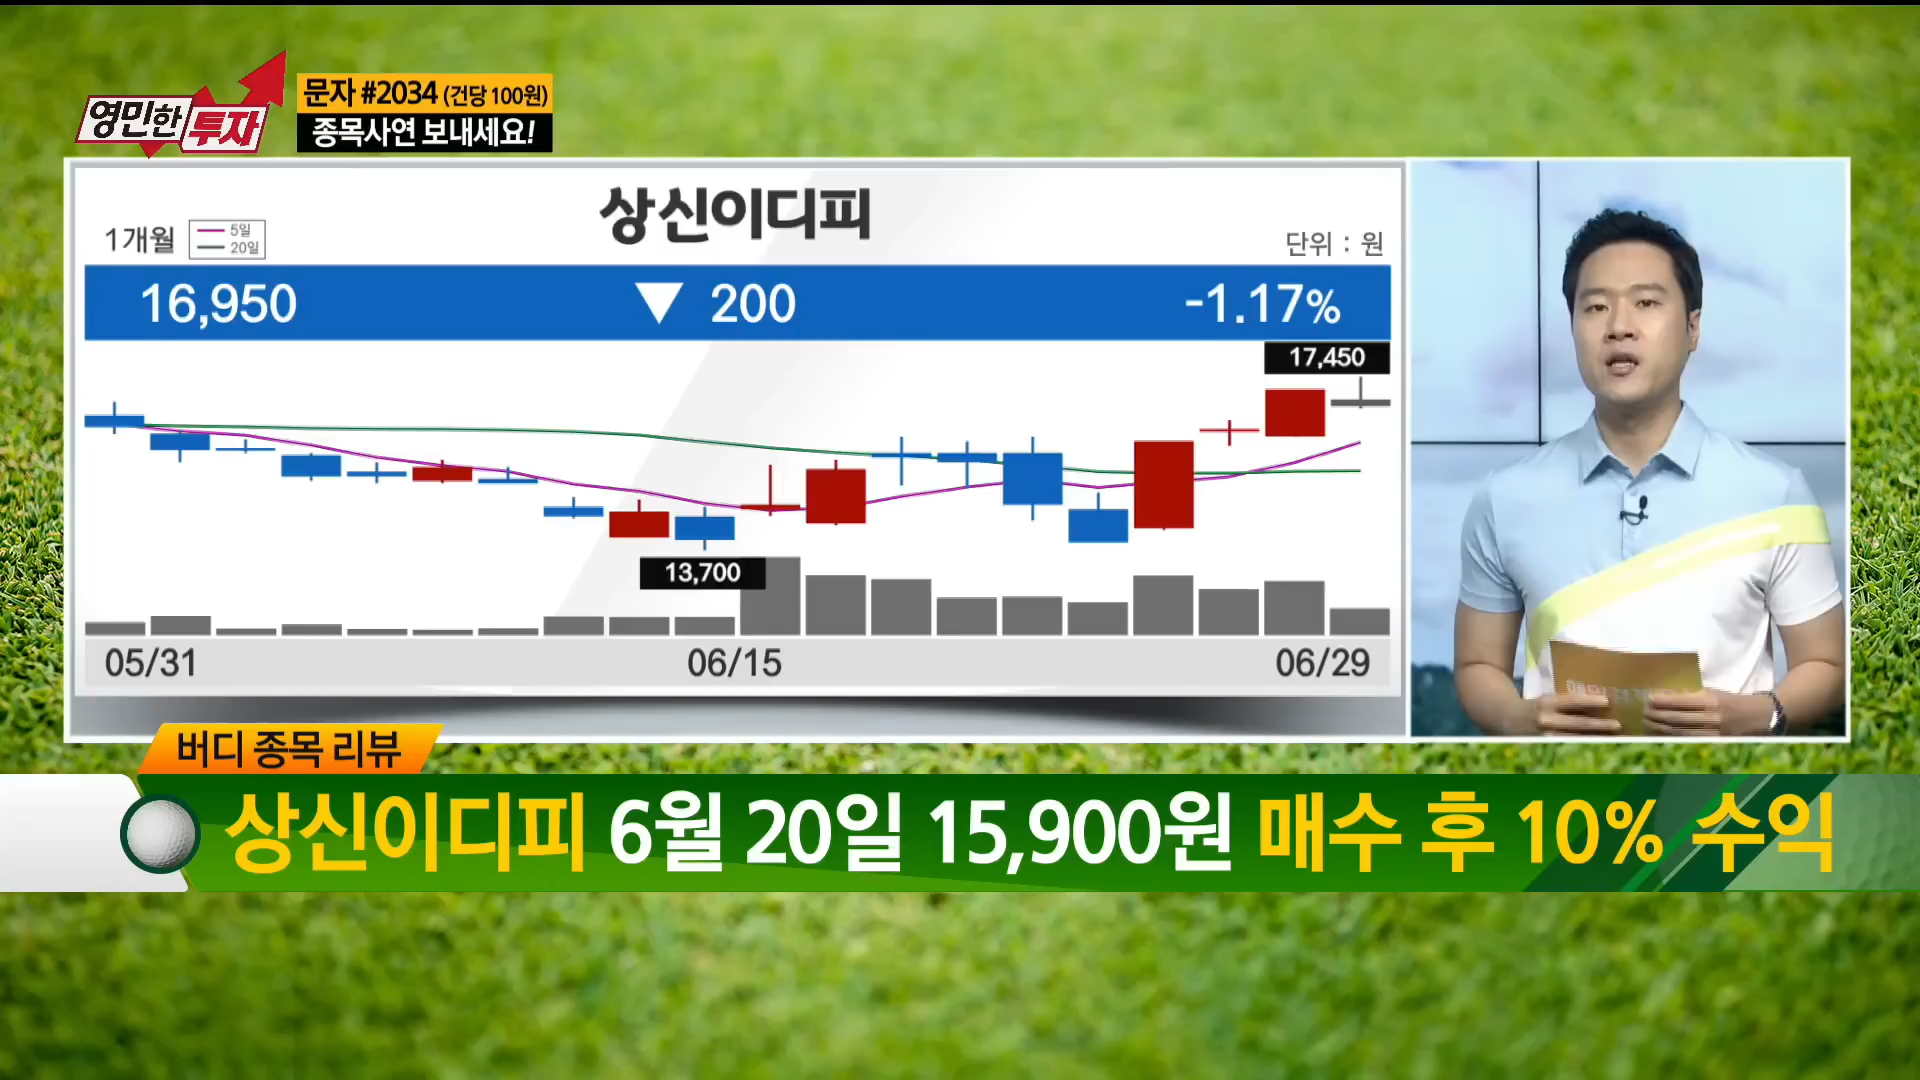 영민한 투자
문자 #2034 (건당 100원)
종목사연 보내세요!
상신이디피
1개월
5일
20일
단위 : 원
16,950 ▼ 200 -1.17%
17,450
13,700
05/31 06/15 06/29
버디 종목 리뷰
상신이디피 6월 20일 15,900원 매수 후 10% 수익